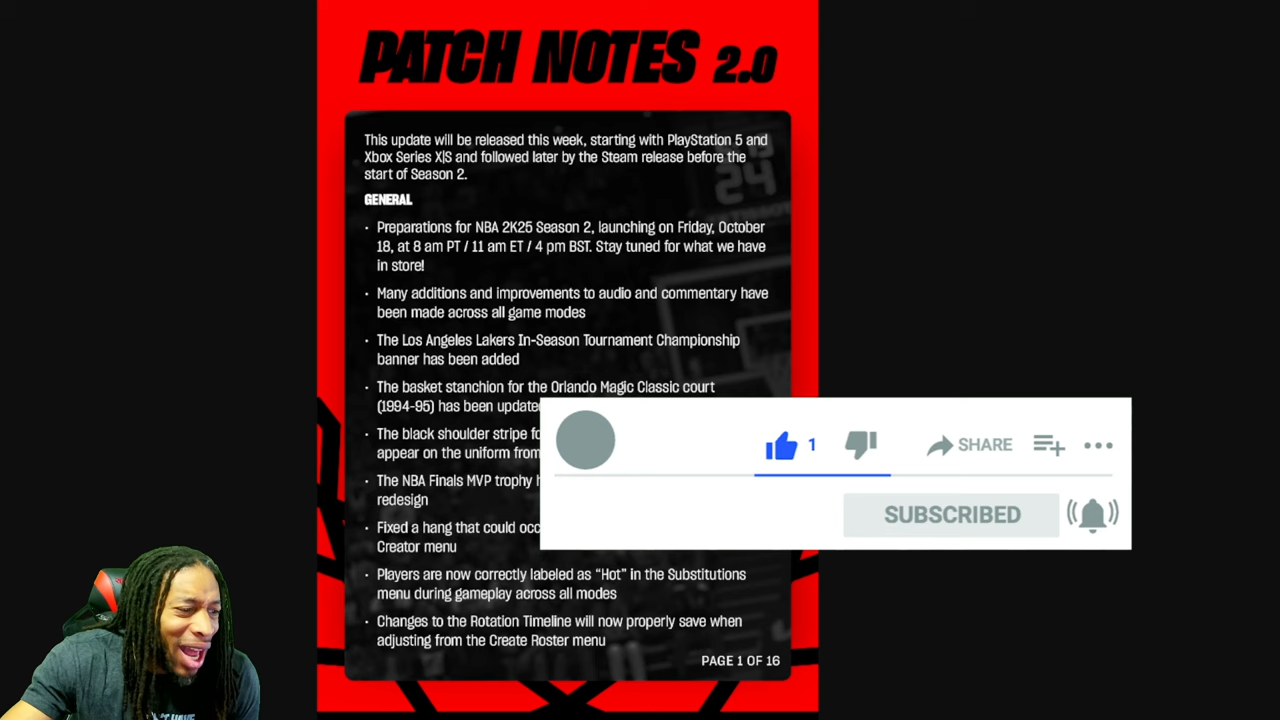 PATCH NOTES 2.0
This update will be released this week, starting with PlayStation 5 and
Xbox Series X|S and followed later by the Steam release before the
start of Season 2.
GENERAL
· Preparations for NBA 2K25 Season 2, launching on Friday, October
18, at 8 am PT / 11 am ET / 4 pm BST. Stay tuned for what we have
in store!
· Many additions and improvements to audio and commentary have
been made across all game modes
· The Los Angeles Lakers In-Season Tournament Championship
banner has been added
· The basket stanchion for the Orlando Magic Classic court
(1994-95) has been update
· The black shoulder stripe fo
appear on the uniform from
· The NBA Finals MVP trophy
redesign
· Fixed a hang that could occ
Creator menu
· Players are now correctly labeled as “Hot” in the Substitutions
menu during gameplay across all modes
· Changes to the Rotation Timeline will now properly save when
adjusting from the Create Roster menu
PAGE 1 OF 16
1
SHARE
SUBSCRIBED
24